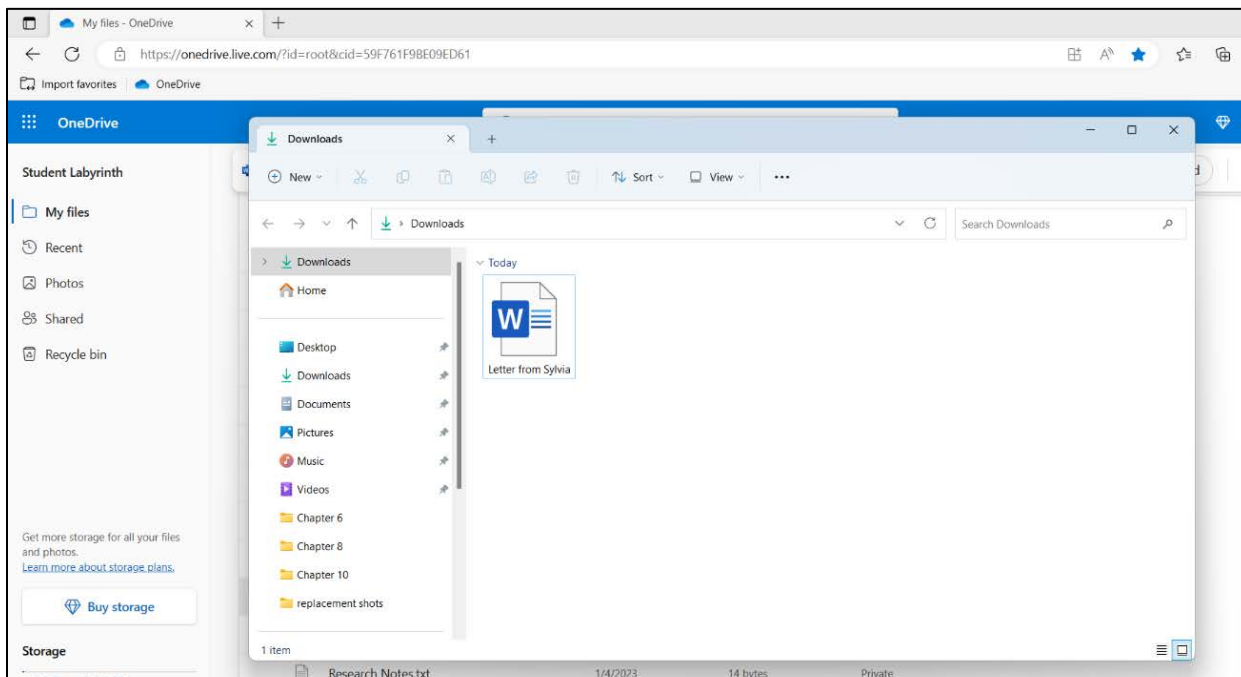 My files - OneDrive
https://onedrive.live.com/?id=root&cid=59F761F9BE09ED61
Import favorites OneDrive
OneDrive
Student Labyrinth
My files
Recent
Photos
Shared
Recycle bin
Get more storage for all your files
and photos.
Learn more about storage plans.
Buy storage
Storage
Downloads
New Sort View
Downloads
Search Downloads
Downloads
Home
Desktop
Downloads
Documents
Pictures
Music
Videos
Chapter 6
Chapter 8
Chapter 10
replacement shots
Today
W
Letter from Sylvia
1 item
Research Notes.txt 1/4/2023 14 bytes Private